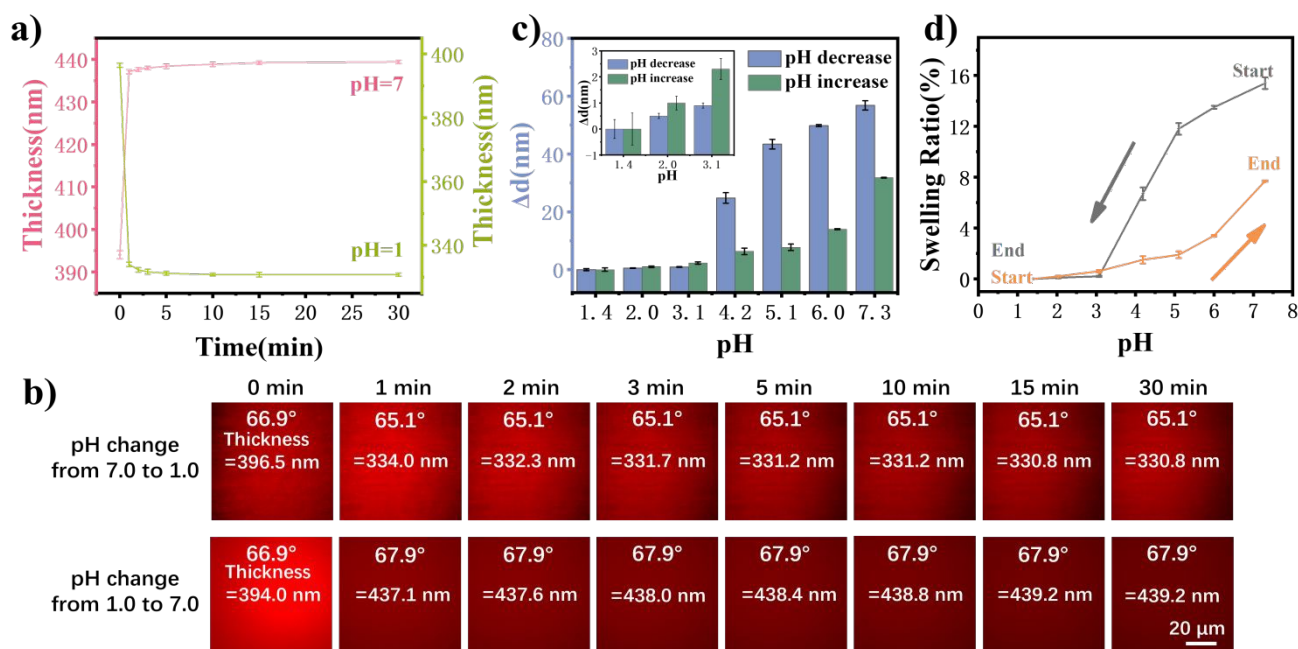 a)
Thickness(nm)
440
430
420
410
400
390
pH=7
pH=1
400
380
360
340
Thickness(nm)
0 5 10 15 20 25 30
Time(min)
c)
Δd(nm)
80
60
40
20
0
pH decrease
pH increase
Δd(nm)
3
2
1
0
−1
pH decrease
pH increase
1.4 2.0 3.1
pH
1.4 2.0 3.1 4.2 5.1 6.0 7.3
pH
d)
Swelling Ratio(%)
16
12
8
4
0
Start
End
End
Start
0 1 2 3 4 5 6 7 8
pH
b)
0 min 1 min 2 min 3 min 5 min 10 min 15 min 30 min
pH change
from 7.0 to 1.0
66.9° 65.1° 65.1° 65.1° 65.1° 65.1° 65.1° 65.1°
Thickness
=396.5 nm =334.0 nm =332.3 nm =331.7 nm =331.2 nm =331.2 nm =330.8 nm =330.8 nm
pH change
from 1.0 to 7.0
66.9° 67.9° 67.9° 67.9° 67.9° 67.9° 67.9° 67.9°
Thickness
=394.0 nm =437.1 nm =437.6 nm =438.0 nm =438.4 nm =438.8 nm =439.2 nm =439.2 nm
20 μm